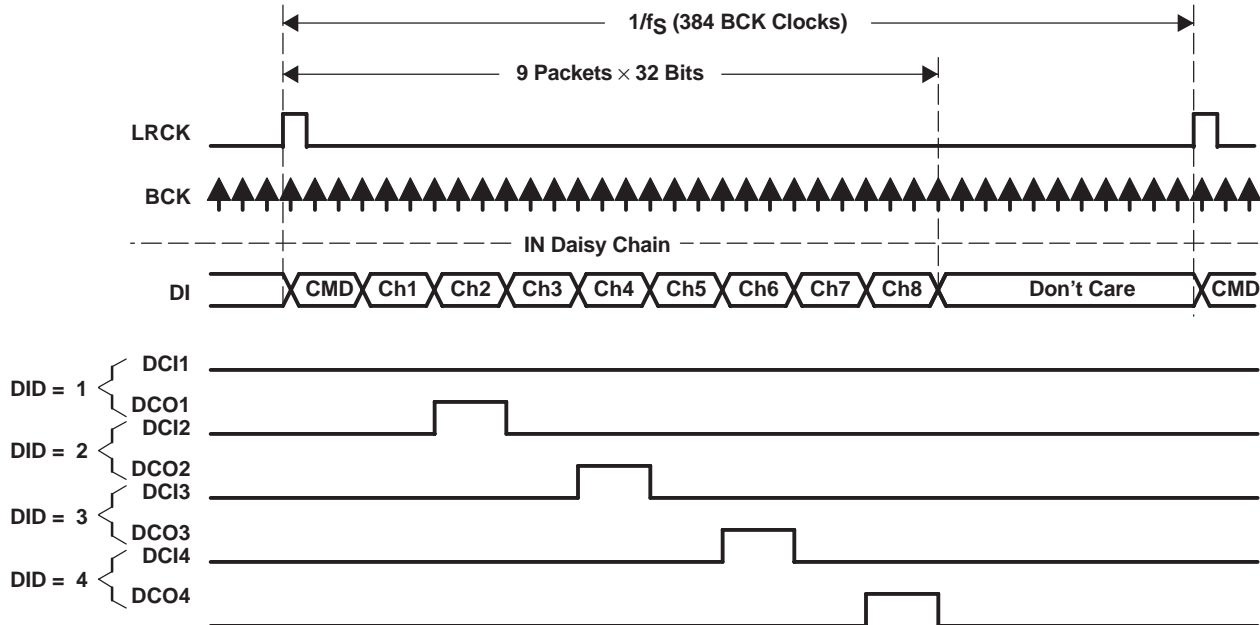 1/fS (384 BCK Clocks)
9 Packets × 32 Bits
LRCK
BCK
IN Daisy Chain
DI CMD Ch1 Ch2 Ch3 Ch4 Ch5 Ch6 Ch7 Ch8 Don't Care CMD
DCI1
DID = 1
DCO1
DCI2
DID = 2
DCO2
DCI3
DID = 3
DCO3
DCI4
DID = 4
DCO4